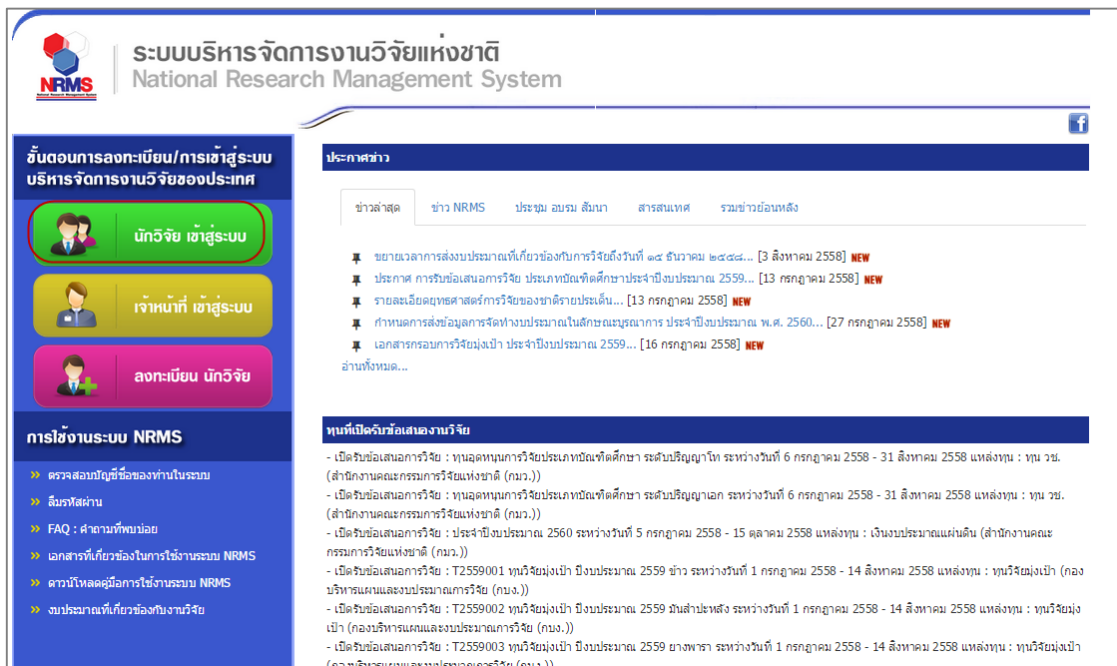 ระบบบริหารจัดการงานวิจัยแห่งชาติ
National Research Management System
NRMS
National Research Management System
ขั้นตอนการลงทะเบียน/การเข้าสู่ระบบ
บริหารจัดการงานวิจัยของประเทศ
นักวิจัย เข้าสู่ระบบ
เจ้าหน้าที่ เข้าสู่ระบบ
ลงทะเบียน นักวิจัย
การใช้งานระบบ NRMS
» ตรวจสอบบัญชีชื่อของท่านในระบบ
» ลืมรหัสผ่าน
» FAQ : คำถามที่พบบ่อย
» เอกสารที่เกี่ยวข้องในการใช้งานระบบ NRMS
» ดาวน์โหลดคู่มือการใช้งานระบบ NRMS
» งบประมาณที่เกี่ยวข้องกับงานวิจัย
f
ประกาศข่าว
ข่าวล่าสุด ข่าว NRMS ประชุม อบรม สัมนา สารสนเทศ รวมข่าวย้อนหลัง
ขยายเวลาการส่งงบประมาณที่เกี่ยวข้องกับการวิจัยถึงวันที่ ๑๕ ธันวาคม ๒๕๕๘... [3 สิงหาคม 2558] NEW
ประกาศ การรับข้อเสนอการวิจัย ประเภทบัณฑิตศึกษาประจำปีงบประมาณ 2559... [13 กรกฎาคม 2558] NEW
รายละเอียดยุทธศาสตร์การวิจัยของชาติรายประเด็น... [13 กรกฎาคม 2558] NEW
กำหนดการส่งข้อมูลการจัดทำงบประมาณในลักษณะบูรณาการ ประจำปีงบประมาณ พ.ศ. 2560... [27 กรกฎาคม 2558] NEW
เอกสารกรอบการวิจัยมุ่งเป้า ประจำปีงบประมาณ 2559... [16 กรกฎาคม 2558] NEW
อ่านทั้งหมด...
ทุนที่เปิดรับข้อเสนองานวิจัย
- เปิดรับข้อเสนอการวิจัย : ทุนอุดหนุนการวิจัยประเภทบัณฑิตศึกษา ระดับปริญญาโท ระหว่างวันที่ 6 กรกฎาคม 2558 - 31 สิงหาคม 2558 แหล่งทุน : ทุน วช.
(สำนักงานคณะกรรมการวิจัยแห่งชาติ (กมว.))
- เปิดรับข้อเสนอการวิจัย : ทุนอุดหนุนการวิจัยประเภทบัณฑิตศึกษา ระดับปริญญาเอก ระหว่างวันที่ 6 กรกฎาคม 2558 - 31 สิงหาคม 2558 แหล่งทุน : ทุน วช.
(สำนักงานคณะกรรมการวิจัยแห่งชาติ (กมว.))
- เปิดรับข้อเสนอการวิจัย : ประจำปีงบประมาณ 2560 ระหว่างวันที่ 5 กรกฎาคม 2558 - 15 ตุลาคม 2558 แหล่งทุน : เงินงบประมาณแผ่นดิน (สำนักงานคณะ
กรรมการวิจัยแห่งชาติ (กมว.))
- เปิดรับข้อเสนอการวิจัย : T2559001 ทุนวิจัยมุ่งเป้า ปีงบประมาณ 2559 ข้าว ระหว่างวันที่ 1 กรกฎาคม 2558 - 14 สิงหาคม 2558 แหล่งทุน : ทุนวิจัยมุ่งเป้า (กอง
บริหารแผนและงบประมาณการวิจัย (กบง.))
- เปิดรับข้อเสนอการวิจัย : T2559002 ทุนวิจัยมุ่งเป้า ปีงบประมาณ 2559 มันสำปะหลัง ระหว่างวันที่ 1 กรกฎาคม 2558 - 14 สิงหาคม 2558 แหล่งทุน : ทุนวิจัยมุ่ง
เป้า (กองบริหารแผนและงบประมาณการวิจัย (กบง.))
- เปิดรับข้อเสนอการวิจัย : T2559003 ทุนวิจัยมุ่งเป้า ปีงบประมาณ 2559 ยางพารา ระหว่างวันที่ 1 กรกฎาคม 2558 - 14 สิงหาคม 2558 แหล่งทุน : ทุนวิจัยมุ่งเป้า
(กองบริหารแผนและงบประมาณการวิจัย (กบง.))